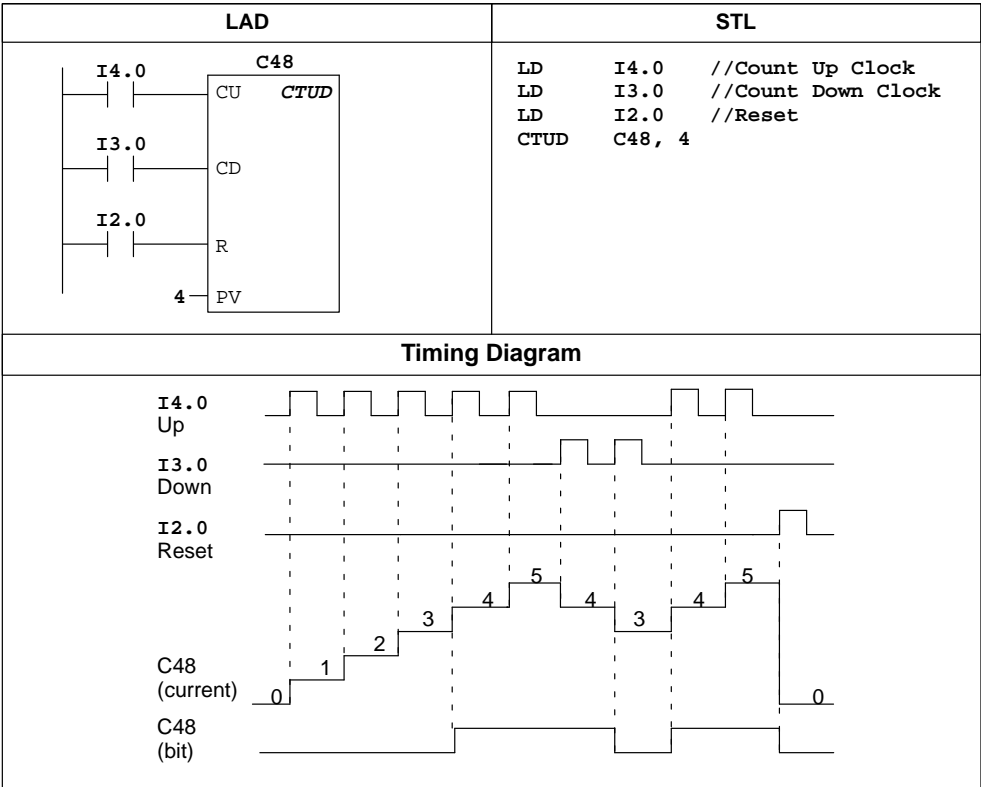 LAD
STL
C48
I4.0
CU CTUD
I3.0
CD
I2.0
R
4 PV
LD I4.0 //Count Up Clock
LD I3.0 //Count Down Clock
LD I2.0 //Reset
CTUD C48, 4
Timing Diagram
I4.0
Up
I3.0
Down
I2.0
Reset
C48
(current)
0 1 2 3 4 5 4 3 4 5 0
C48
(bit)